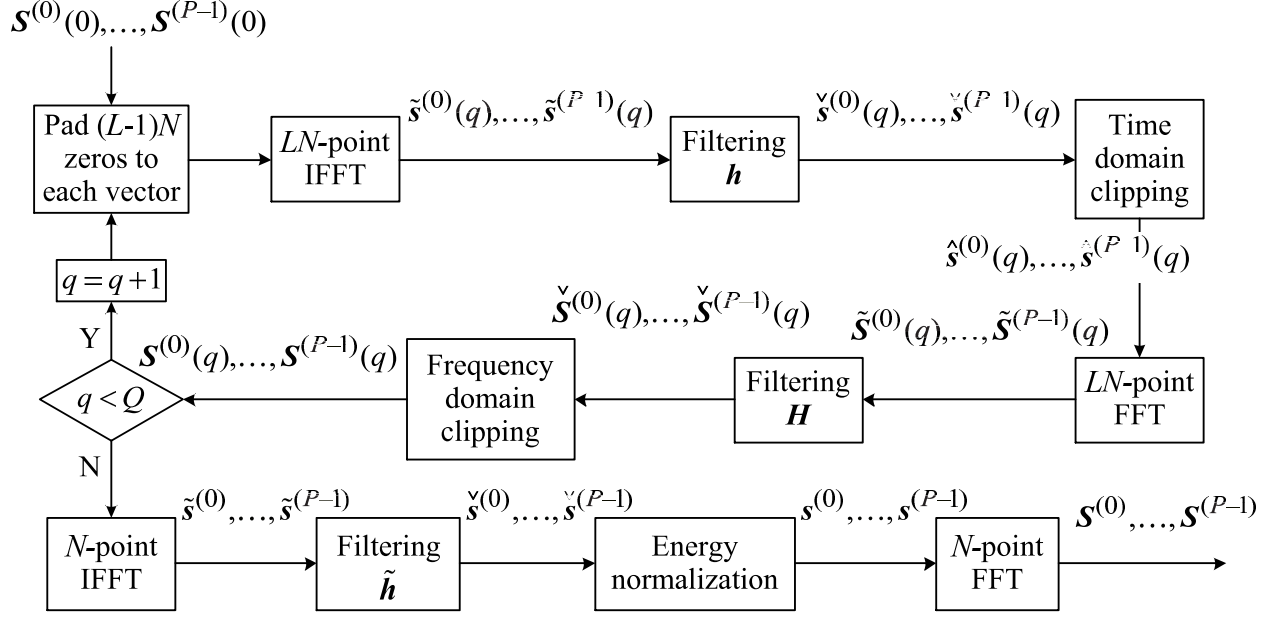 S^(0)(0),…,S^(P–1)(0)
Pad (L-1)N
zeros to
each vector
LN-point
IFFT
s̃^(0)(q),…,s̃^(P–1)(q)
Filtering
h
š^(0)(q),…,š^(P–1)(q)
Time
domain
clipping
ŝ^(0)(q),…,ŝ^(P–1)(q)
LN-point
FFT
S̃^(0)(q),…,S̃^(P–1)(q)
Filtering
H
Š^(0)(q),…,Š^(P–1)(q)
Frequency
domain
clipping
S^(0)(q),…,S^(P–1)(q)
q < Q
Y
q = q+1
N
N-point
IFFT
s̃^(0),…,s̃^(P–1)
Filtering
h̃
š^(0),…,š^(P–1)
Energy
normalization
s^(0),…,s^(P–1)
N-point
FFT
S^(0),…,S^(P–1)